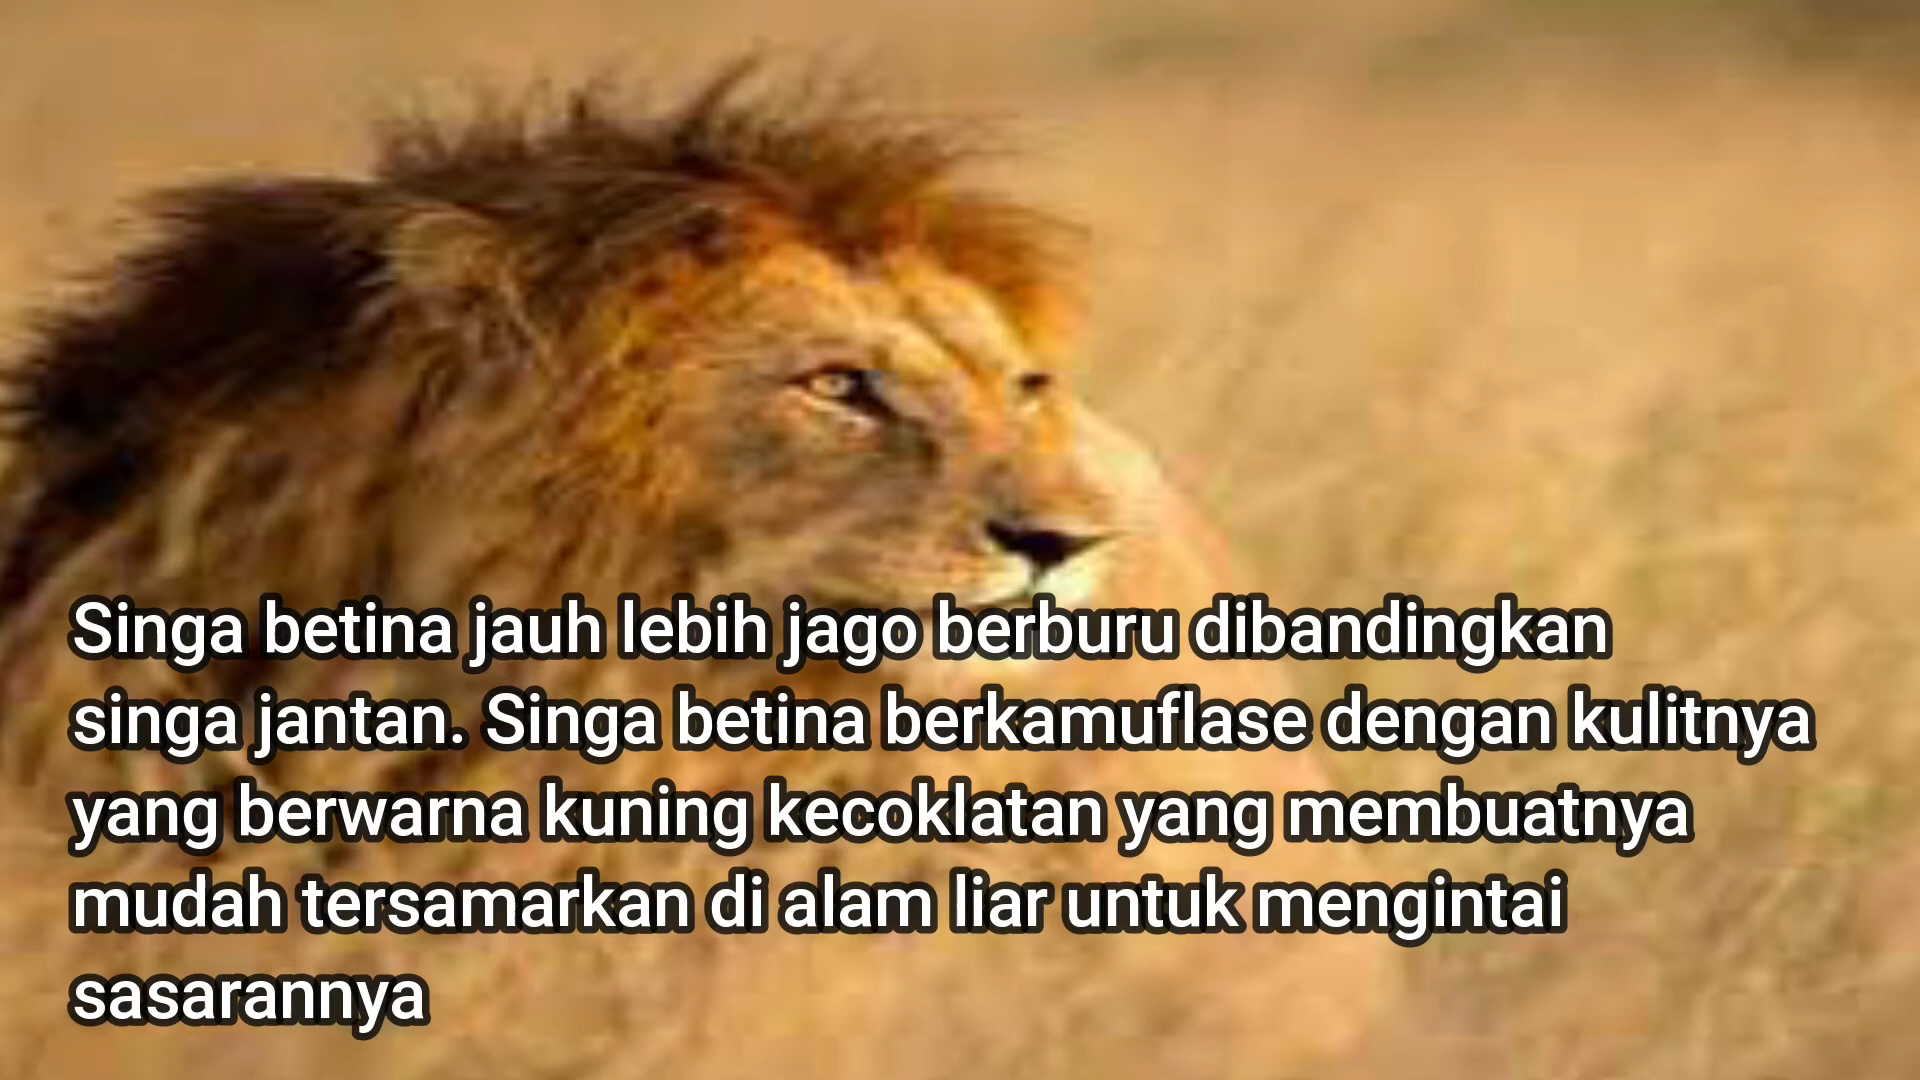 Singa betina jauh lebih jago berburu dibandingkan
singa jantan. Singa betina berkamuflase dengan kulitnya
yang berwarna kuning kecoklatan yang membuatnya
mudah tersamarkan di alam liar untuk mengintai
sasarannya